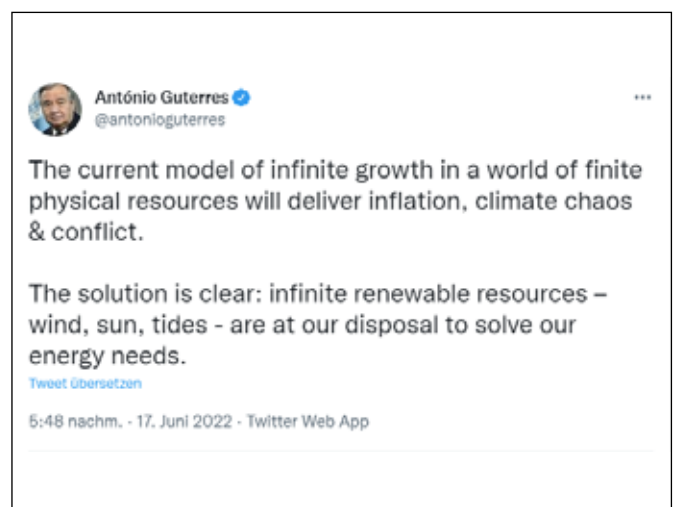 António Guterres
@antonioguterres
The current model of infinite growth in a world of finite
physical resources will deliver inflation, climate chaos
& conflict.
The solution is clear: infinite renewable resources –
wind, sun, tides - are at our disposal to solve our
energy needs.
Tweet übersetzen
5:48 nachm. · 17. Juni 2022 · Twitter Web App